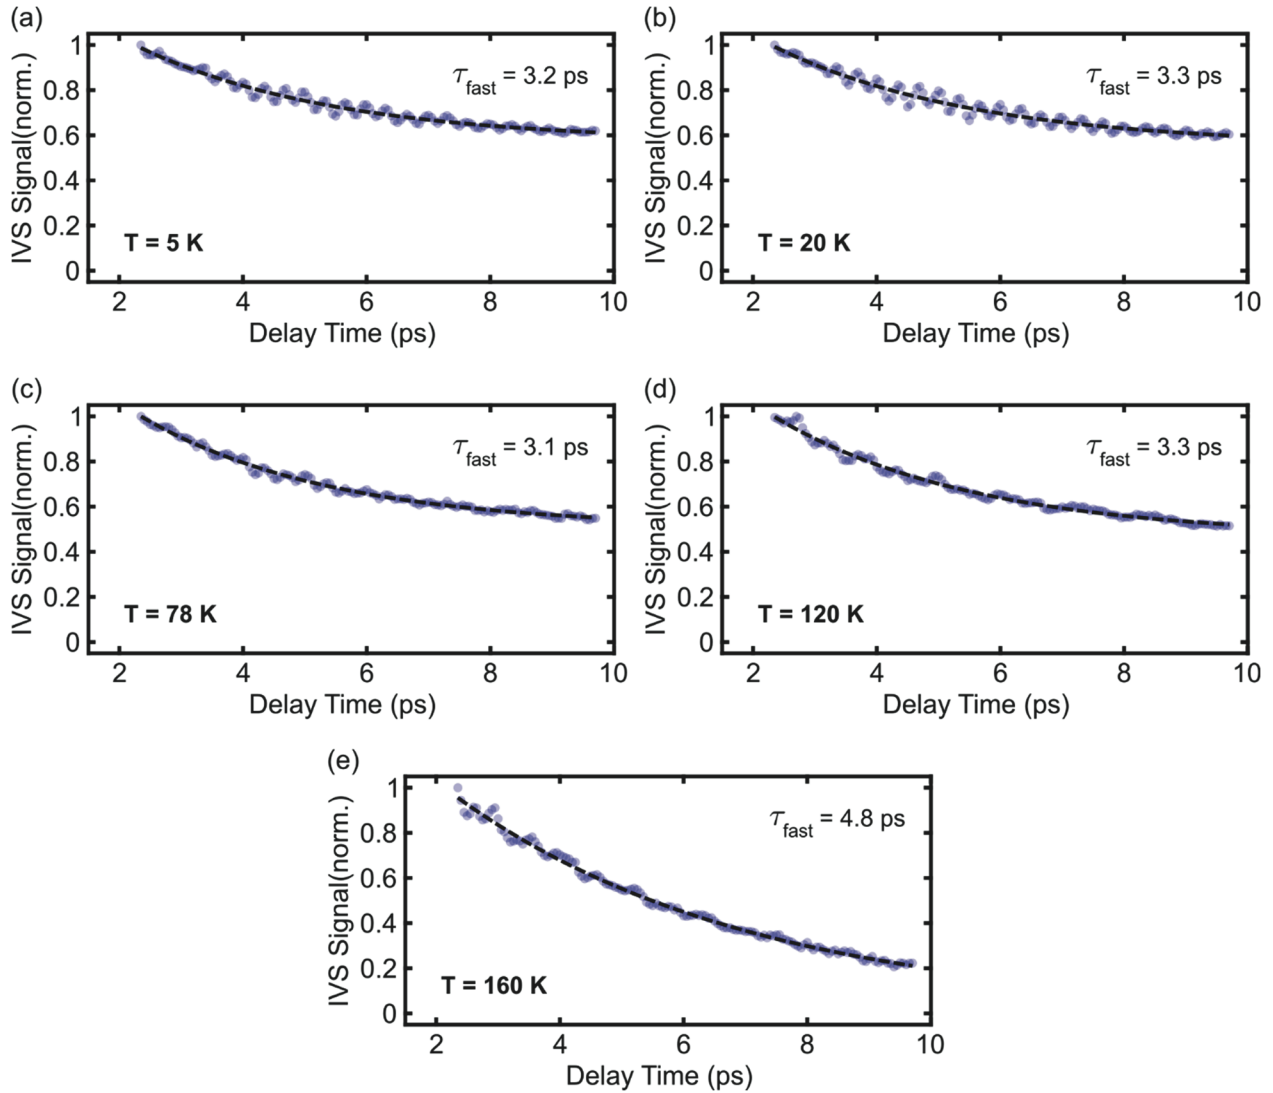 (a)
IVS Signal(norm.)
1
0.8
0.6
0.4
0.2
0
τfast = 3.2 ps
T = 5 K
2 4 6 8 10
Delay Time (ps)
(b)
IVS Signal(norm.)
1
0.8
0.6
0.4
0.2
0
τfast = 3.3 ps
T = 20 K
2 4 6 8 10
Delay Time (ps)
(c)
IVS Signal(norm.)
1
0.8
0.6
0.4
0.2
0
τfast = 3.1 ps
T = 78 K
2 4 6 8 10
Delay Time (ps)
(d)
IVS Signal(norm.)
1
0.8
0.6
0.4
0.2
0
τfast = 3.3 ps
T = 120 K
2 4 6 8 10
Delay Time (ps)
(e)
IVS Signal(norm.)
1
0.8
0.6
0.4
0.2
0
τfast = 4.8 ps
T = 160 K
2 4 6 8 10
Delay Time (ps)